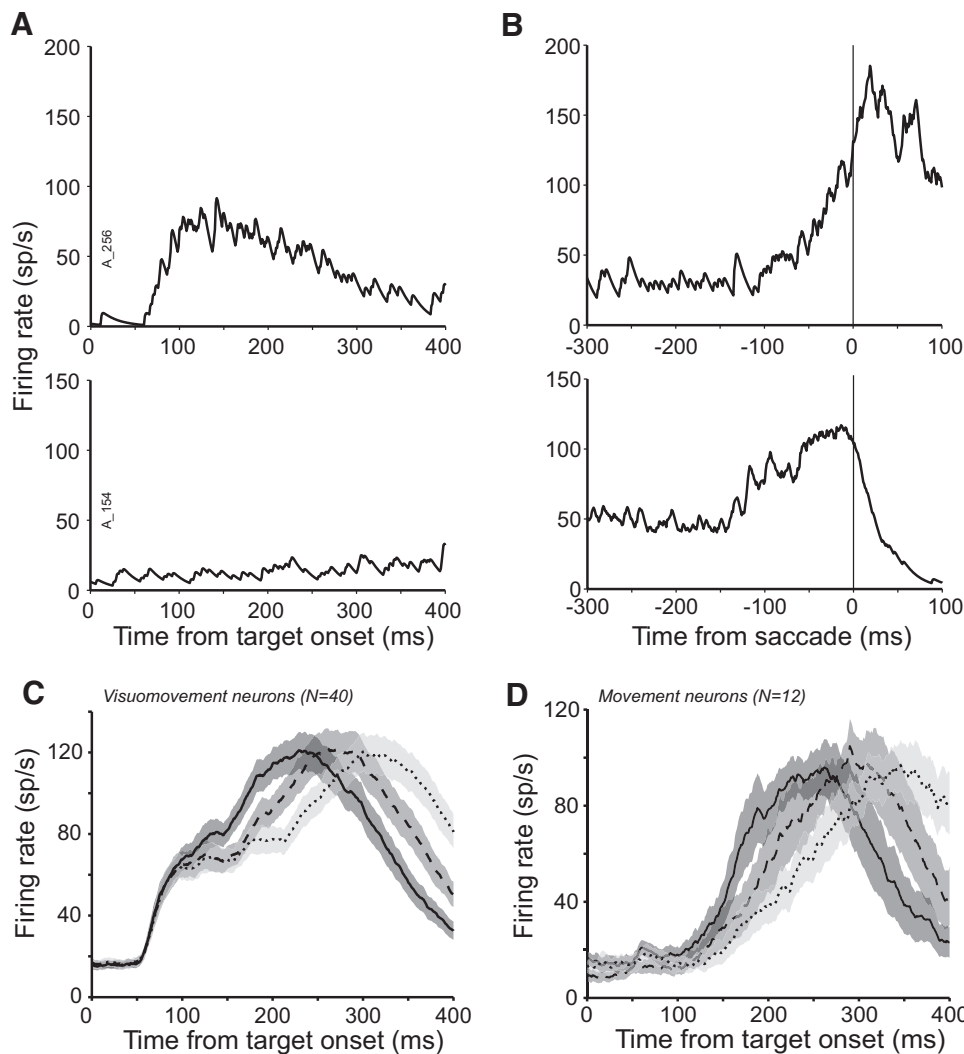 A
B
200
150
100
50
0
A_256
0 100 200 300 400
200
150
100
50
0
-300 -200 -100 0 100
Firing rate (sp/s)
150
100
50
0
A_154
0 100 200 300 400
Time from target onset (ms)
150
100
50
0
-300 -200 -100 0 100
Time from saccade (ms)
C
Visuomovement neurons (N=40)
Firing rate (sp/s)
120
80
40
0
0 100 200 300 400
Time from target onset (ms)
D
Movement neurons (N=12)
Firing rate (sp/s)
120
80
40
0
0 100 200 300 400
Time from target onset (ms)